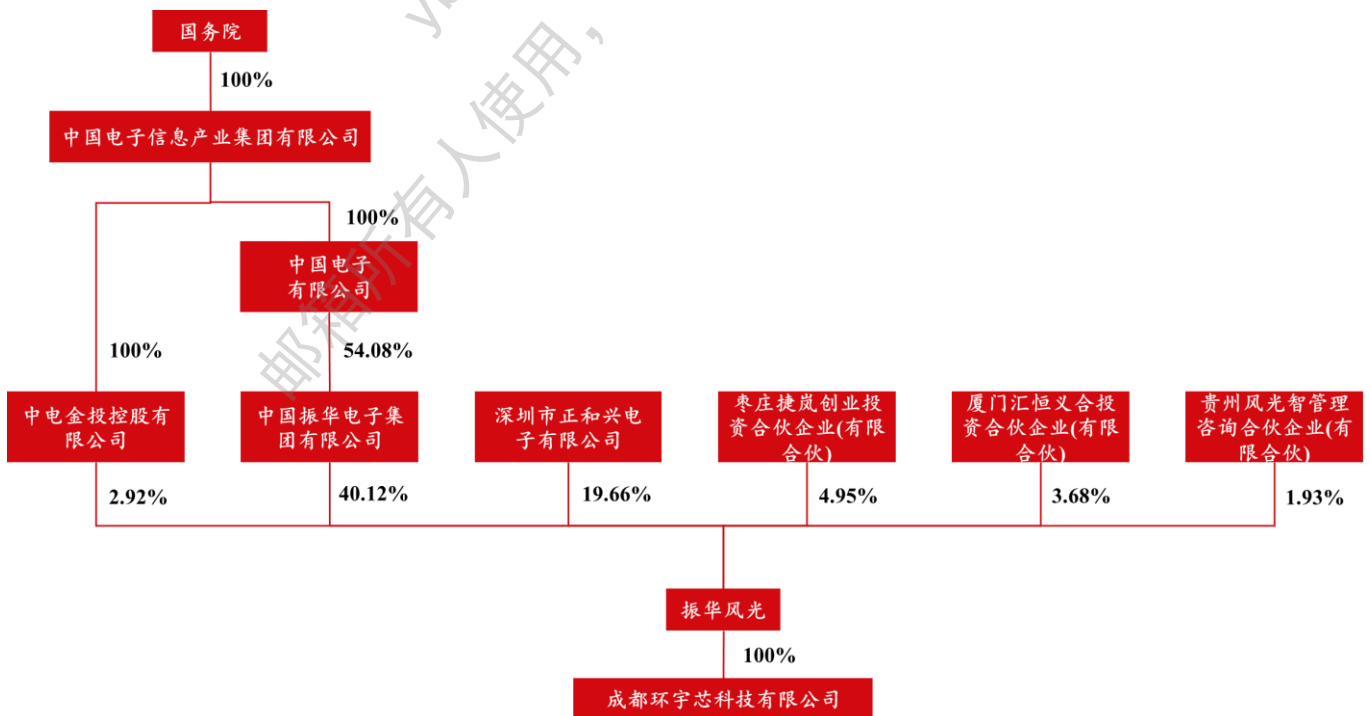 国务院
100%
中国电子信息产业集团有限公司
100%
中国电子
有限公司
100%
54.08%
中电金投控股有
限公司
中国振华电子集
团有限公司
深圳市正和兴电
子有限公司
枣庄捷岚创业投
资合伙企业(有限
合伙)
厦门汇恒义合投
资合伙企业(有限
合伙)
贵州风光智管理
咨询合伙企业(有
限合伙)
2.92%
40.12%
19.66%
4.95%
3.68%
1.93%
振华风光
100%
成都环宇芯科技有限公司
邮箱所有人使用，